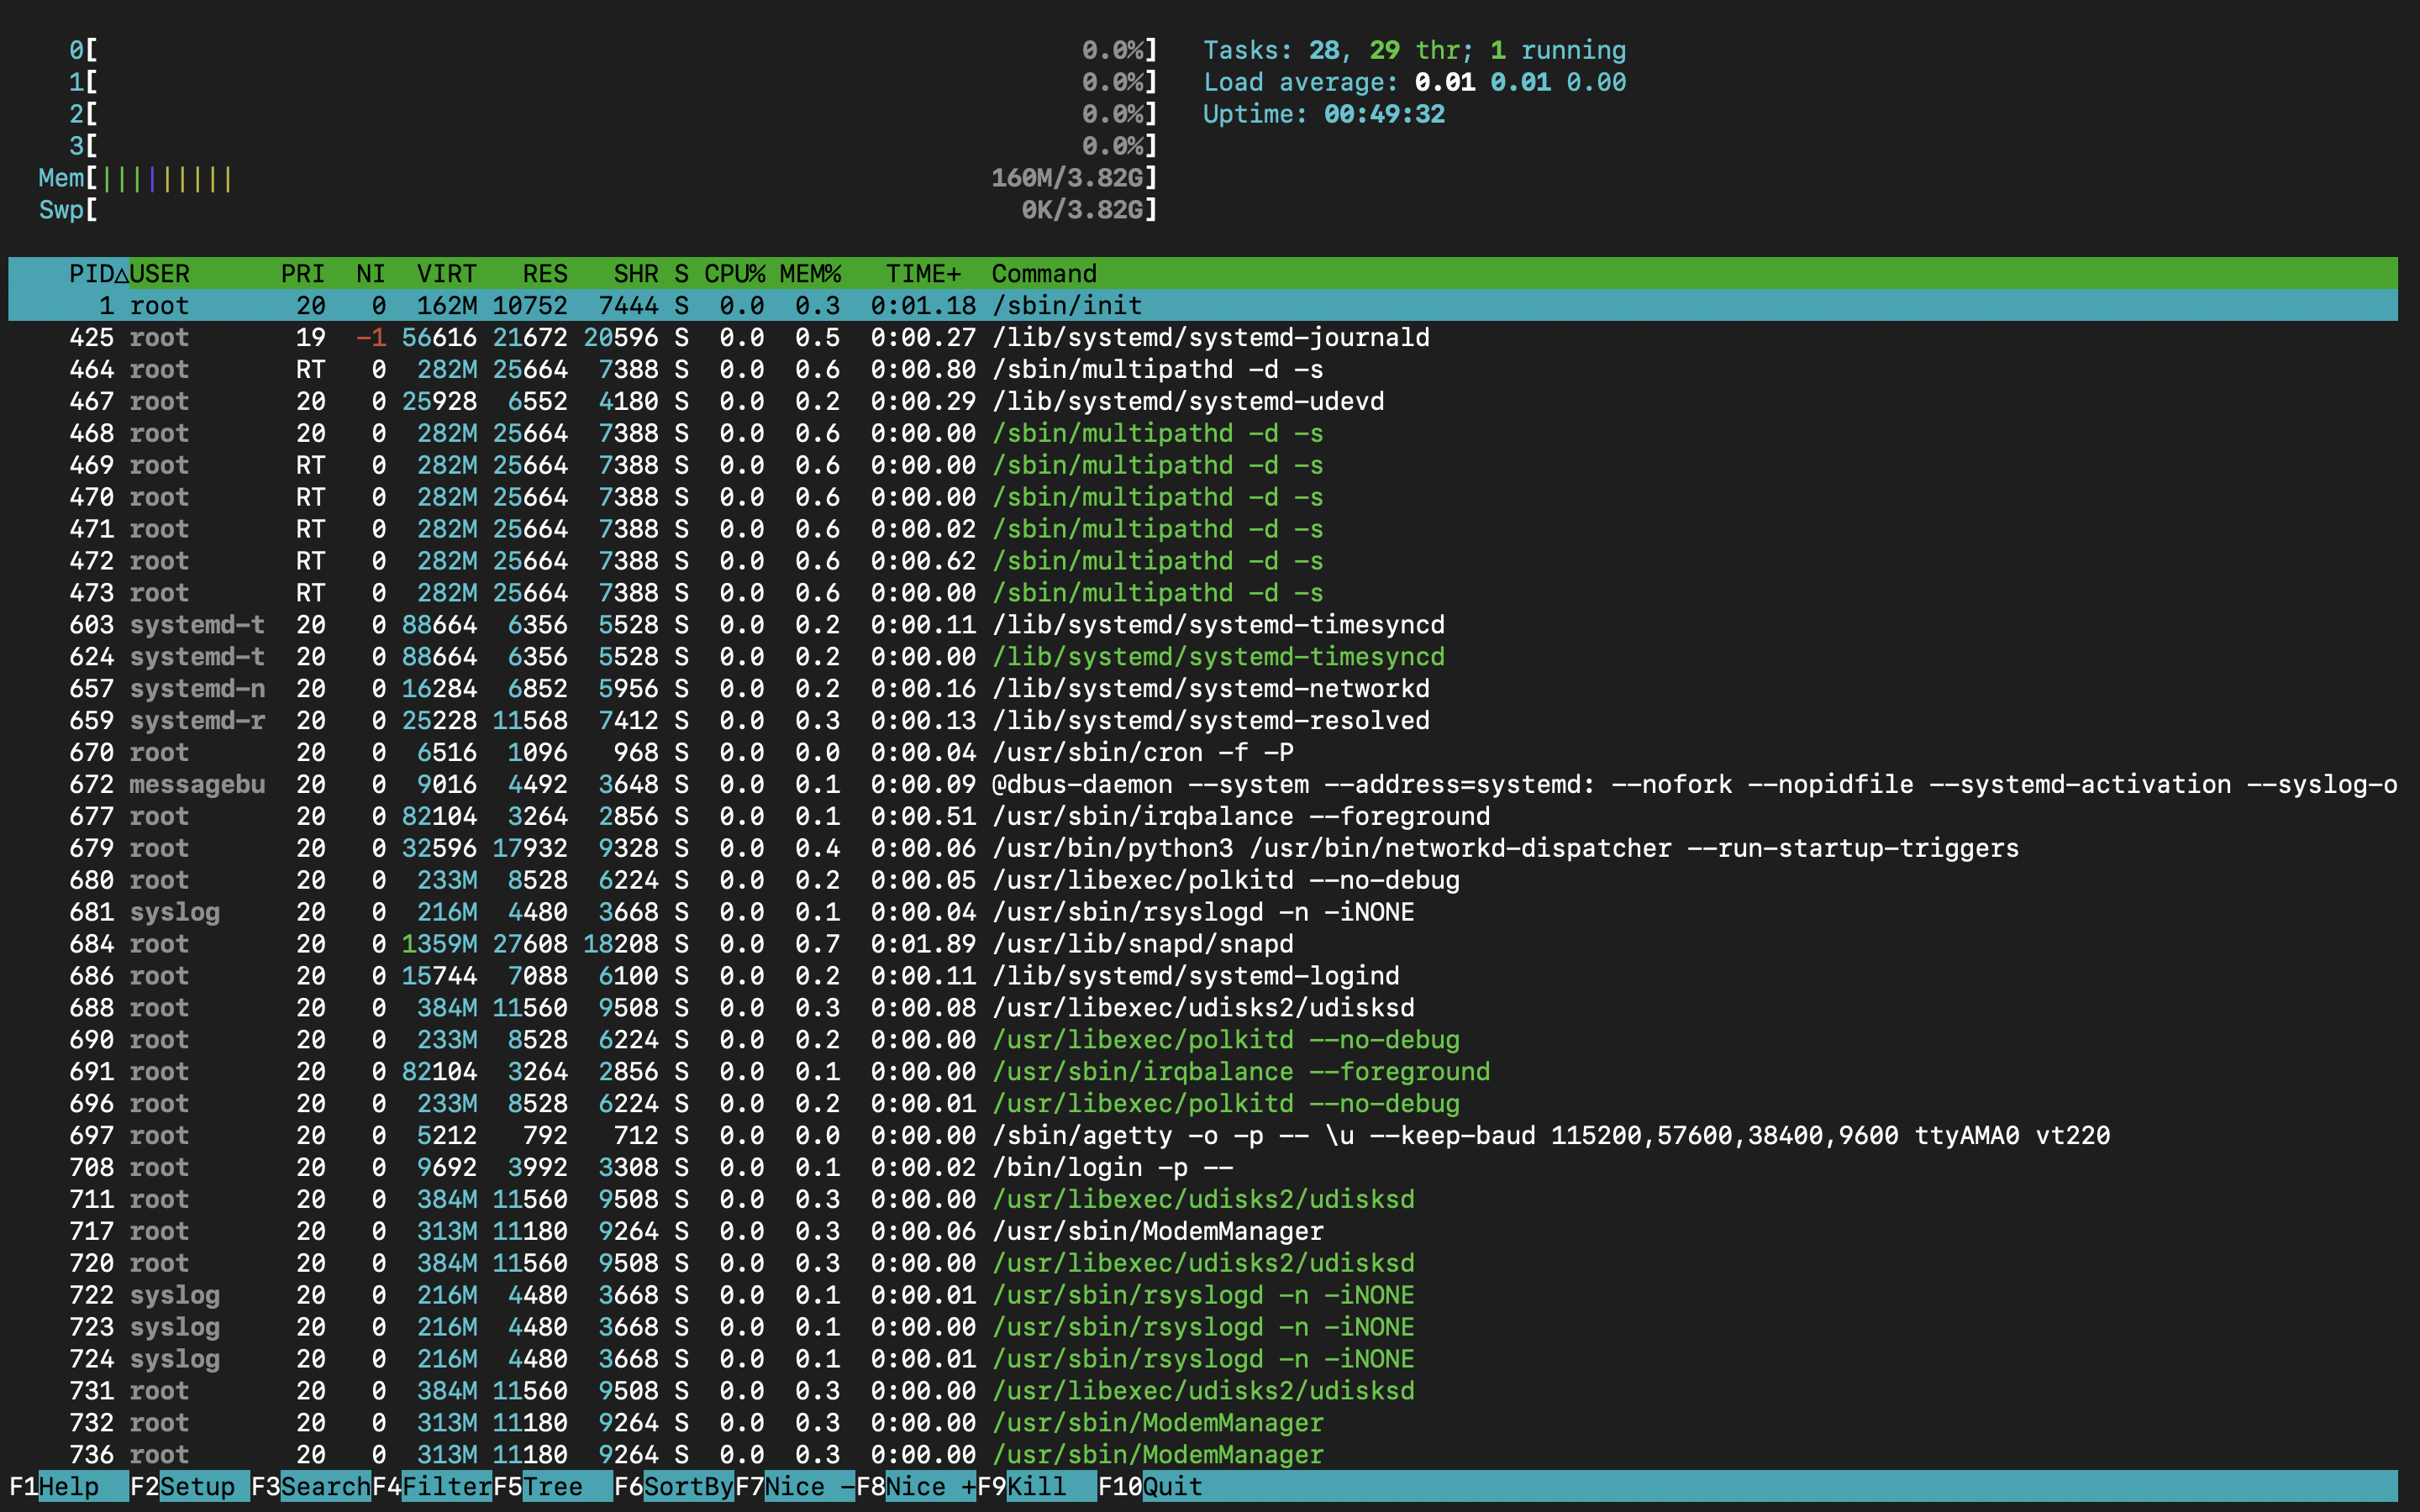 0[ 0.0%] Tasks: 28, 29 thr; 1 running
1[ 0.0%] Load average: 0.01 0.01 0.00
2[ 0.0%] Uptime: 00:49:32
3[ 0.0%]
Mem[||||||||| 160M/3.82G]
Swp[ 0K/3.82G]
PID△USER PRI NI VIRT RES SHR S CPU% MEM% TIME+ Command
1 root 20 0 162M 10752 7444 S 0.0 0.3 0:01.18 /sbin/init
425 root 19 -1 56616 21672 20596 S 0.0 0.5 0:00.27 /lib/systemd/systemd-journald
464 root RT 0 282M 25664 7388 S 0.0 0.6 0:00.80 /sbin/multipathd -d -s
467 root 20 0 25928 6552 4180 S 0.0 0.2 0:00.29 /lib/systemd/systemd-udevd
468 root 20 0 282M 25664 7388 S 0.0 0.6 0:00.00 /sbin/multipathd -d -s
469 root RT 0 282M 25664 7388 S 0.0 0.6 0:00.00 /sbin/multipathd -d -s
470 root RT 0 282M 25664 7388 S 0.0 0.6 0:00.00 /sbin/multipathd -d -s
471 root RT 0 282M 25664 7388 S 0.0 0.6 0:00.02 /sbin/multipathd -d -s
472 root RT 0 282M 25664 7388 S 0.0 0.6 0:00.62 /sbin/multipathd -d -s
473 root RT 0 282M 25664 7388 S 0.0 0.6 0:00.00 /sbin/multipathd -d -s
603 systemd-t 20 0 88664 6356 5528 S 0.0 0.2 0:00.11 /lib/systemd/systemd-timesyncd
624 systemd-t 20 0 88664 6356 5528 S 0.0 0.2 0:00.00 /lib/systemd/systemd-timesyncd
657 systemd-n 20 0 16284 6852 5956 S 0.0 0.2 0:00.16 /lib/systemd/systemd-networkd
659 systemd-r 20 0 25228 11568 7412 S 0.0 0.3 0:00.13 /lib/systemd/systemd-resolved
670 root 20 0 6516 1096 968 S 0.0 0.0 0:00.04 /usr/sbin/cron -f -P
672 messagebu 20 0 9016 4492 3648 S 0.0 0.1 0:00.09 @dbus-daemon --system --address=systemd: --nofork --nopidfile --systemd-activation --syslog-o
677 root 20 0 82104 3264 2856 S 0.0 0.1 0:00.51 /usr/sbin/irqbalance --foreground
679 root 20 0 32596 17932 9328 S 0.0 0.4 0:00.06 /usr/bin/python3 /usr/bin/networkd-dispatcher --run-startup-triggers
680 root 20 0 233M 8528 6224 S 0.0 0.2 0:00.05 /usr/libexec/polkitd --no-debug
681 syslog 20 0 216M 4480 3668 S 0.0 0.1 0:00.04 /usr/sbin/rsyslogd -n -iNONE
684 root 20 0 1359M 27608 18208 S 0.0 0.7 0:01.89 /usr/lib/snapd/snapd
686 root 20 0 15744 7088 6100 S 0.0 0.2 0:00.11 /lib/systemd/systemd-logind
688 root 20 0 384M 11560 9508 S 0.0 0.3 0:00.08 /usr/libexec/udisks2/udisksd
690 root 20 0 233M 8528 6224 S 0.0 0.2 0:00.00 /usr/libexec/polkitd --no-debug
691 root 20 0 82104 3264 2856 S 0.0 0.1 0:00.00 /usr/sbin/irqbalance --foreground
696 root 20 0 233M 8528 6224 S 0.0 0.2 0:00.01 /usr/libexec/polkitd --no-debug
697 root 20 0 5212 792 712 S 0.0 0.0 0:00.00 /sbin/agetty -o -p -- \u --keep-baud 115200,57600,38400,9600 ttyAMA0 vt220
708 root 20 0 9692 3992 3308 S 0.0 0.1 0:00.02 /bin/login -p --
711 root 20 0 384M 11560 9508 S 0.0 0.3 0:00.00 /usr/libexec/udisks2/udisksd
717 root 20 0 313M 11180 9264 S 0.0 0.3 0:00.06 /usr/sbin/ModemManager
720 root 20 0 384M 11560 9508 S 0.0 0.3 0:00.00 /usr/libexec/udisks2/udisksd
722 syslog 20 0 216M 4480 3668 S 0.0 0.1 0:00.01 /usr/sbin/rsyslogd -n -iNONE
723 syslog 20 0 216M 4480 3668 S 0.0 0.1 0:00.00 /usr/sbin/rsyslogd -n -iNONE
724 syslog 20 0 216M 4480 3668 S 0.0 0.1 0:00.01 /usr/sbin/rsyslogd -n -iNONE
731 root 20 0 384M 11560 9508 S 0.0 0.3 0:00.00 /usr/libexec/udisks2/udisksd
732 root 20 0 313M 11180 9264 S 0.0 0.3 0:00.00 /usr/sbin/ModemManager
736 root 20 0 313M 11180 9264 S 0.0 0.3 0:00.00 /usr/sbin/ModemManager
F1Help F2Setup F3SearchF4FilterF5Tree F6SortByF7Nice -F8Nice +F9Kill F10Quit